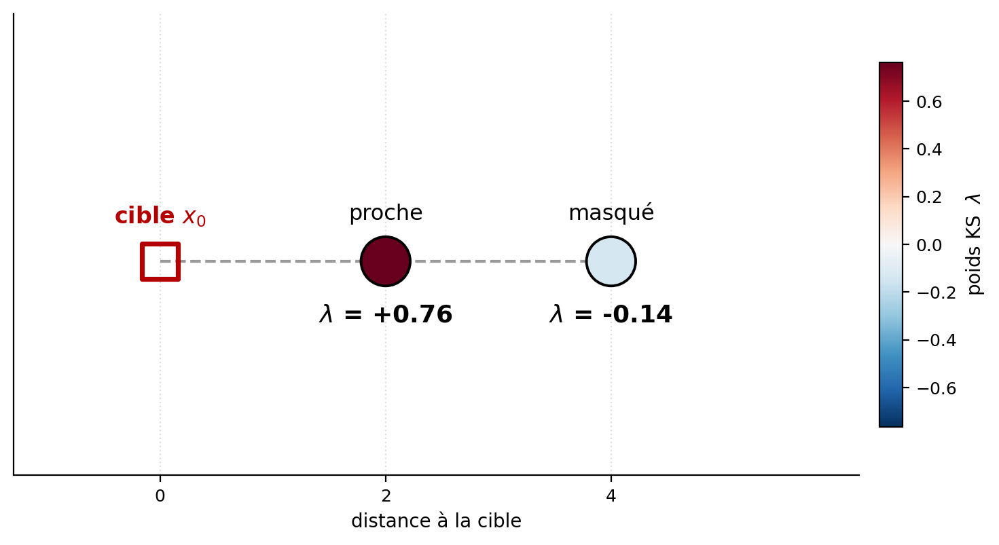 cible x₀
proche
masqué
λ = +0.76
λ = -0.14
0
2
4
distance à la cible
0.6
0.4
0.2
0.0
−0.2
−0.4
−0.6
poids KS λ